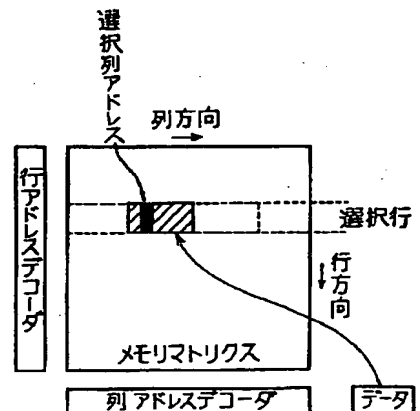 選択列アドレス
列方向
行アドレスデコーダ
選択行
行方向
メモリマトリクス
列アドレスデコーダ
データ